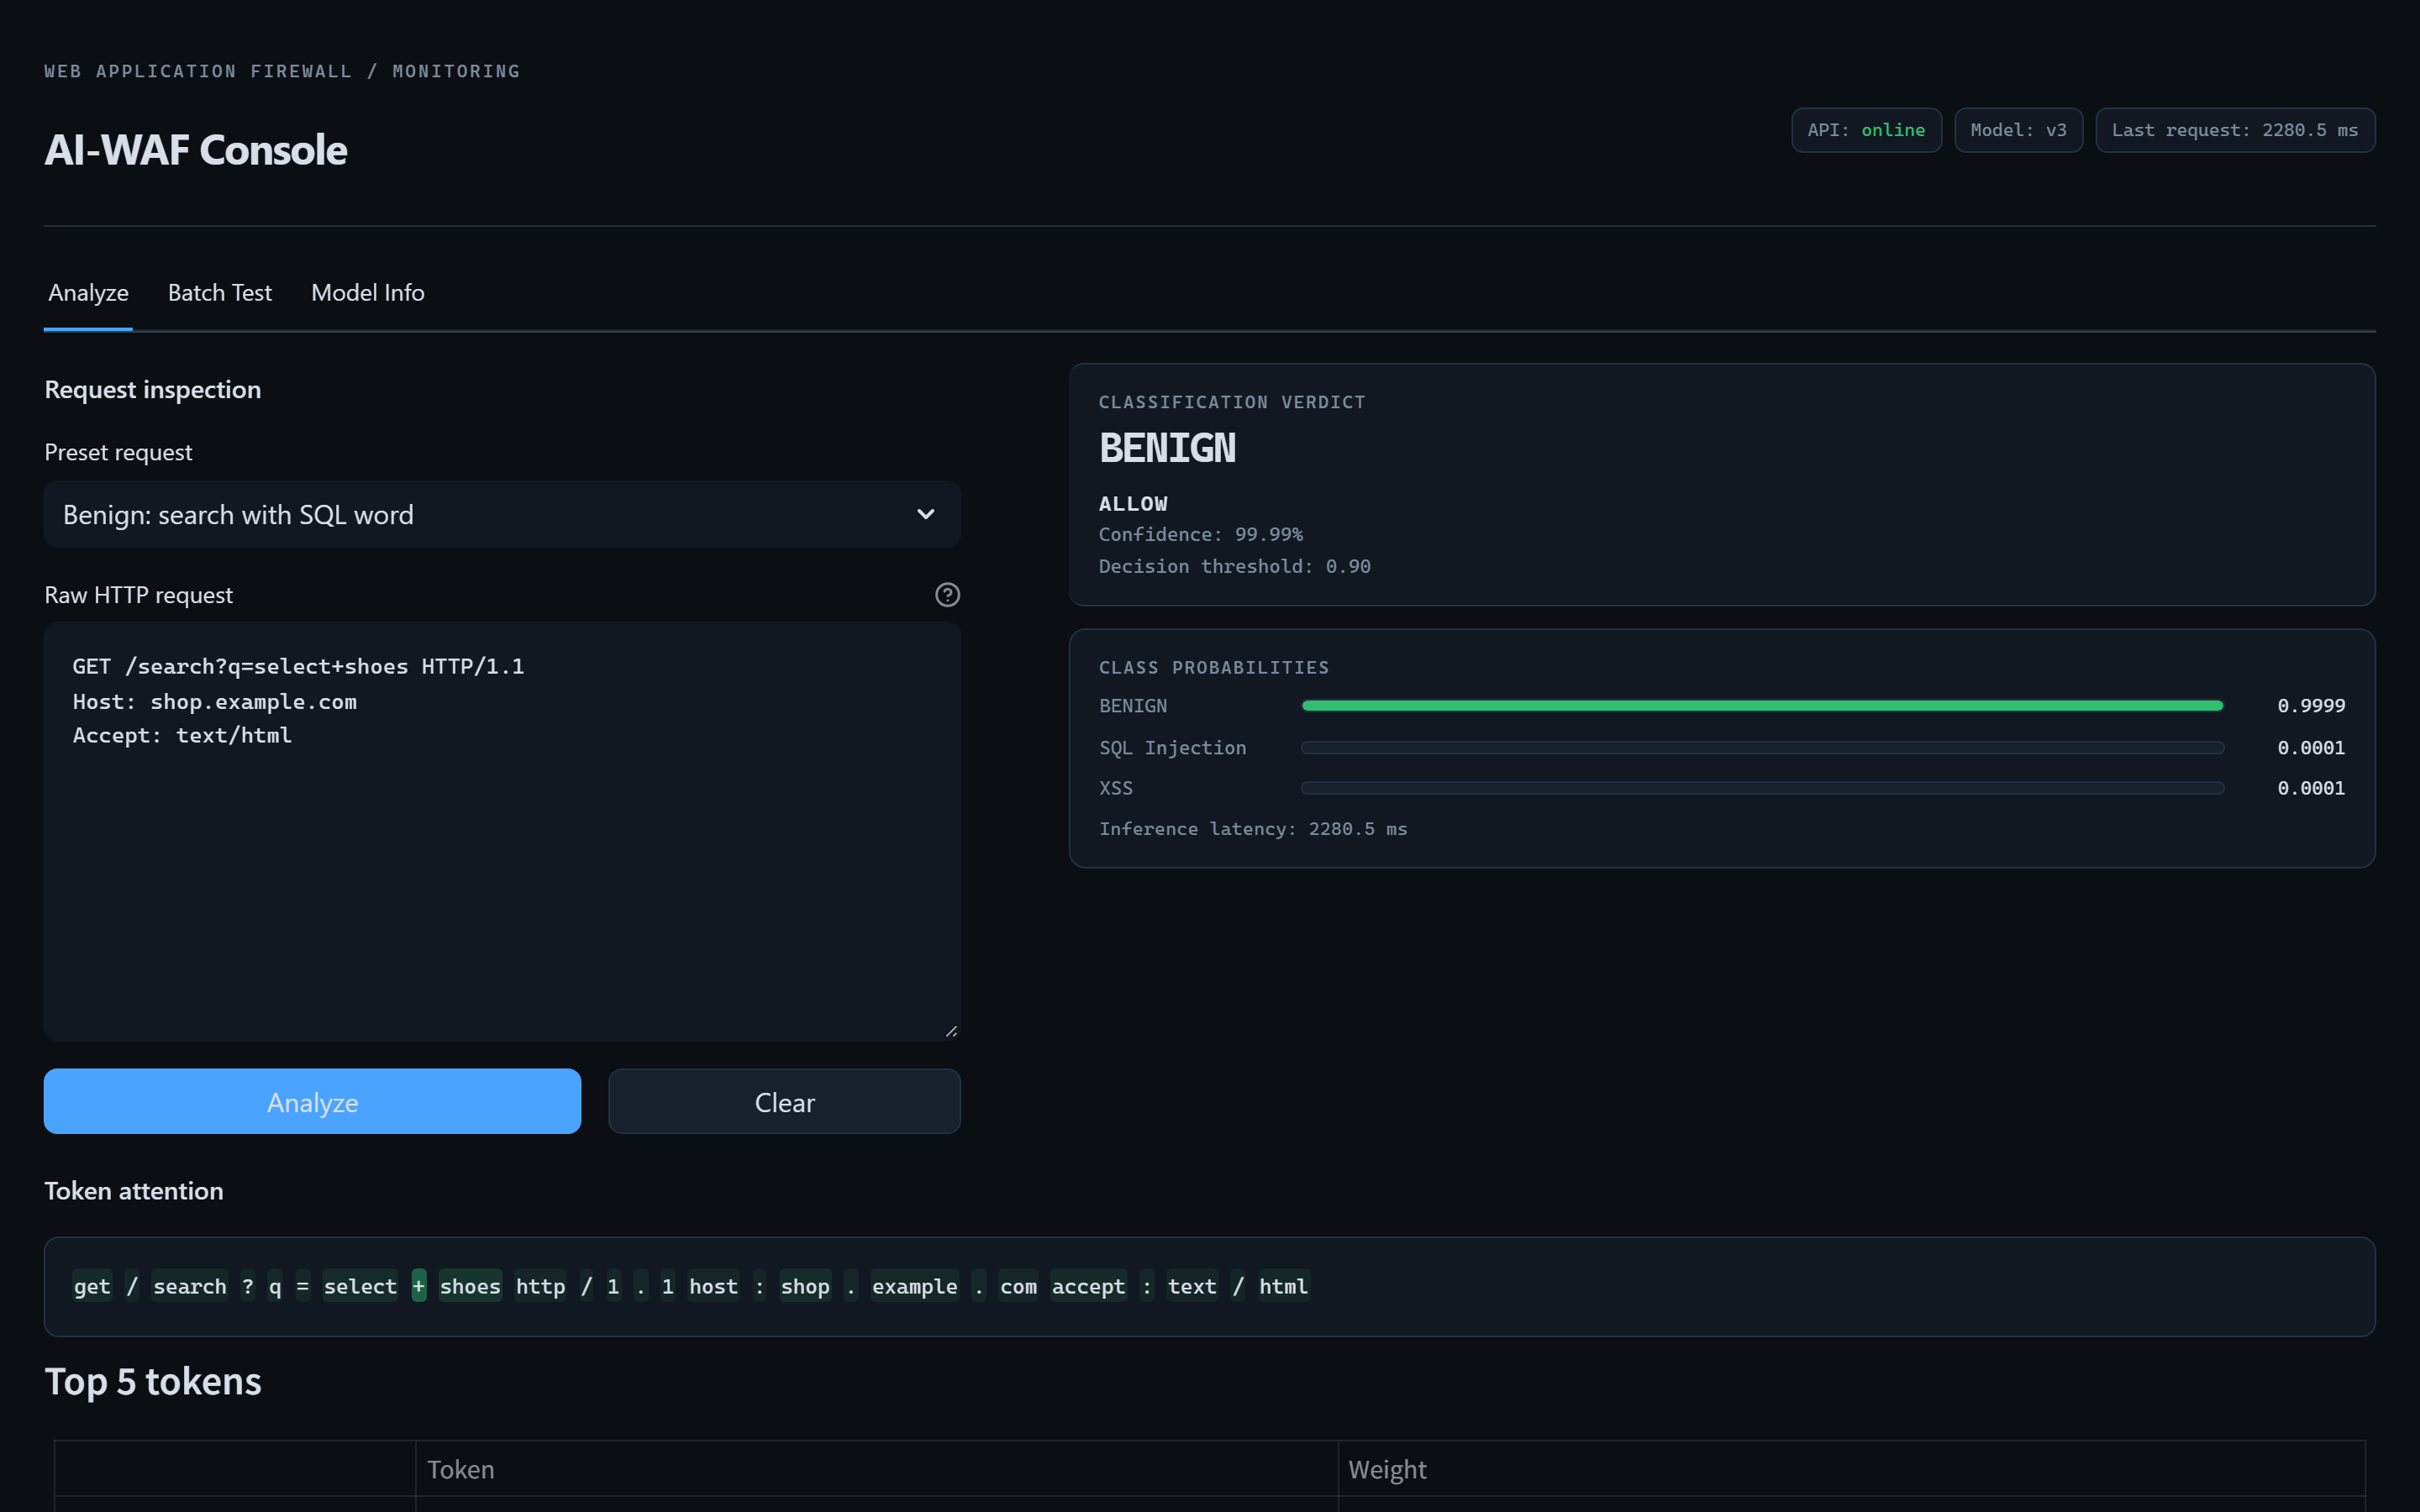 WEB APPLICATION FIREWALL / MONITORING
AI-WAF Console
API: online
Model: v3
Last request: 2280.5 ms
Analyze
Batch Test
Model Info
Request inspection
Preset request
Benign: search with SQL word
Raw HTTP request
GET /search?q=select+shoes HTTP/1.1
Host: shop.example.com
Accept: text/html
Analyze
Clear
CLASSIFICATION VERDICT
BENIGN
ALLOW
Confidence: 99.99%
Decision threshold: 0.90
CLASS PROBABILITIES
BENIGN 0.9999
SQL Injection 0.0001
XSS 0.0001
Inference latency: 2280.5 ms
Token attention
get / search ? q = select + shoes http / 1 . 1 host : shop . example . com accept : text / html
Top 5 tokens
Token Weight